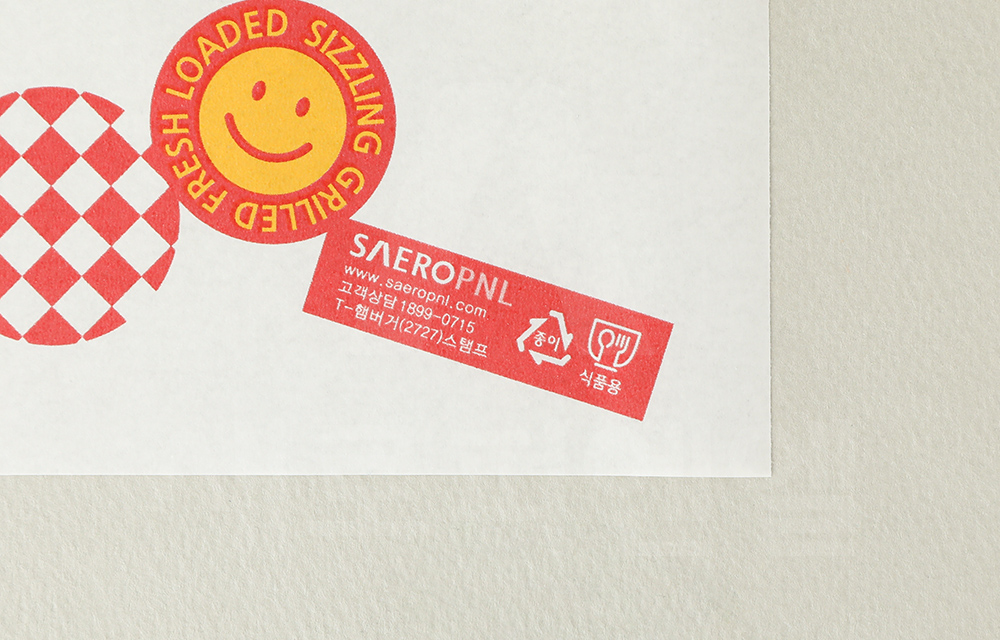 FRESH LOADED SIZZLING GRILLED
SAEROPNL
www.saeropnl.com
고객상담 1899-0715
T-햄버거(2727)스탬프
종이
식품용